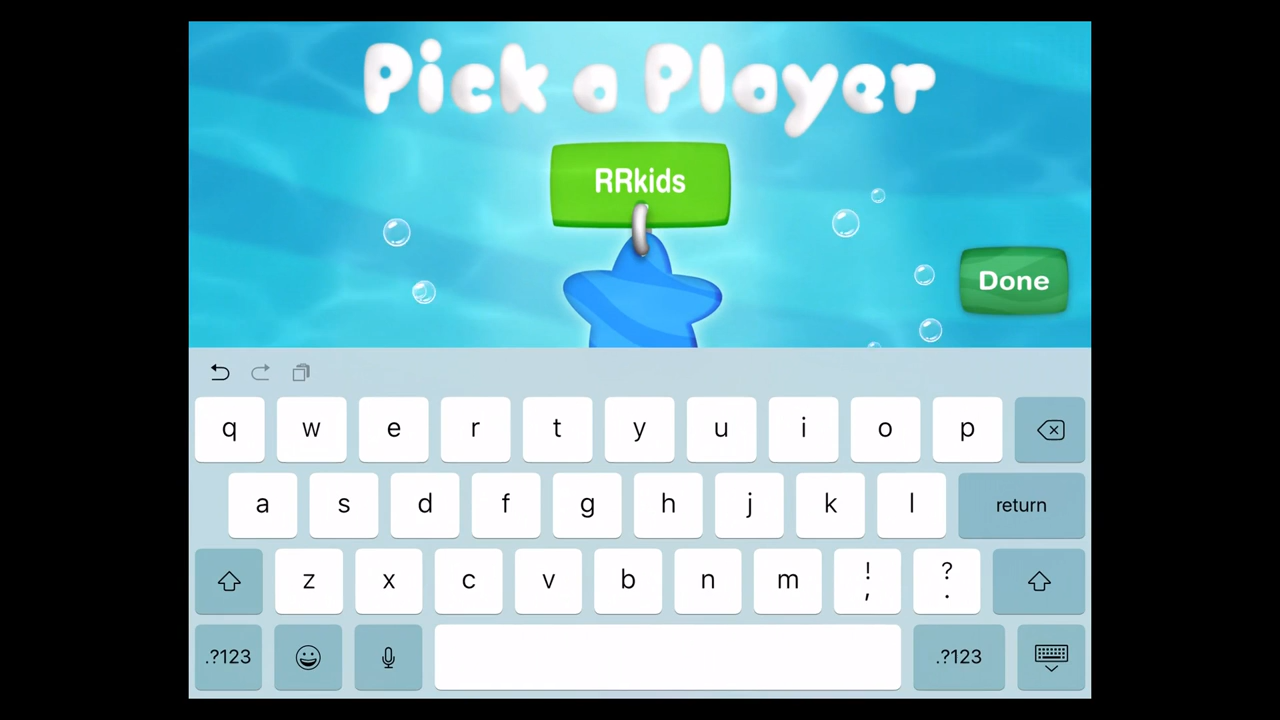 Pick a Player
RRkids
Done
q w e r t y u i o p
a s d f g h j k l return
z x c v b n m ! , ? .
.?123 .?123